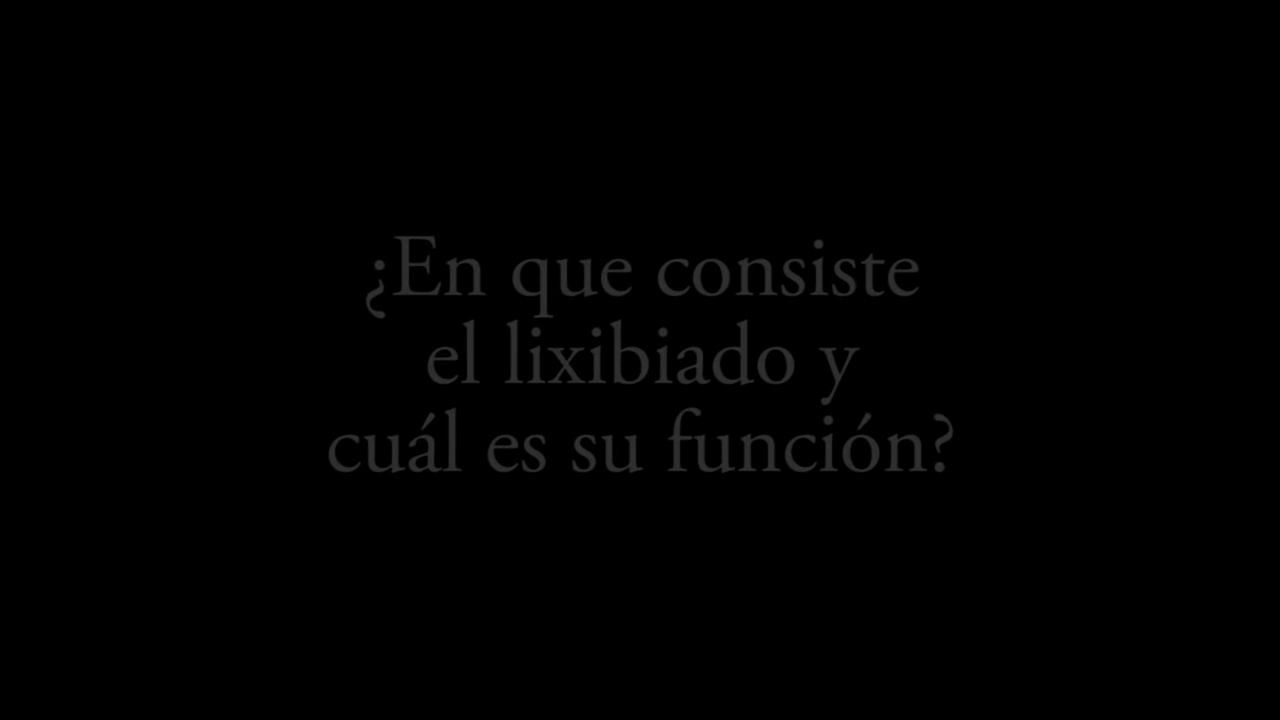 ¿En que consiste
el lixibiado y
cuál es su función?